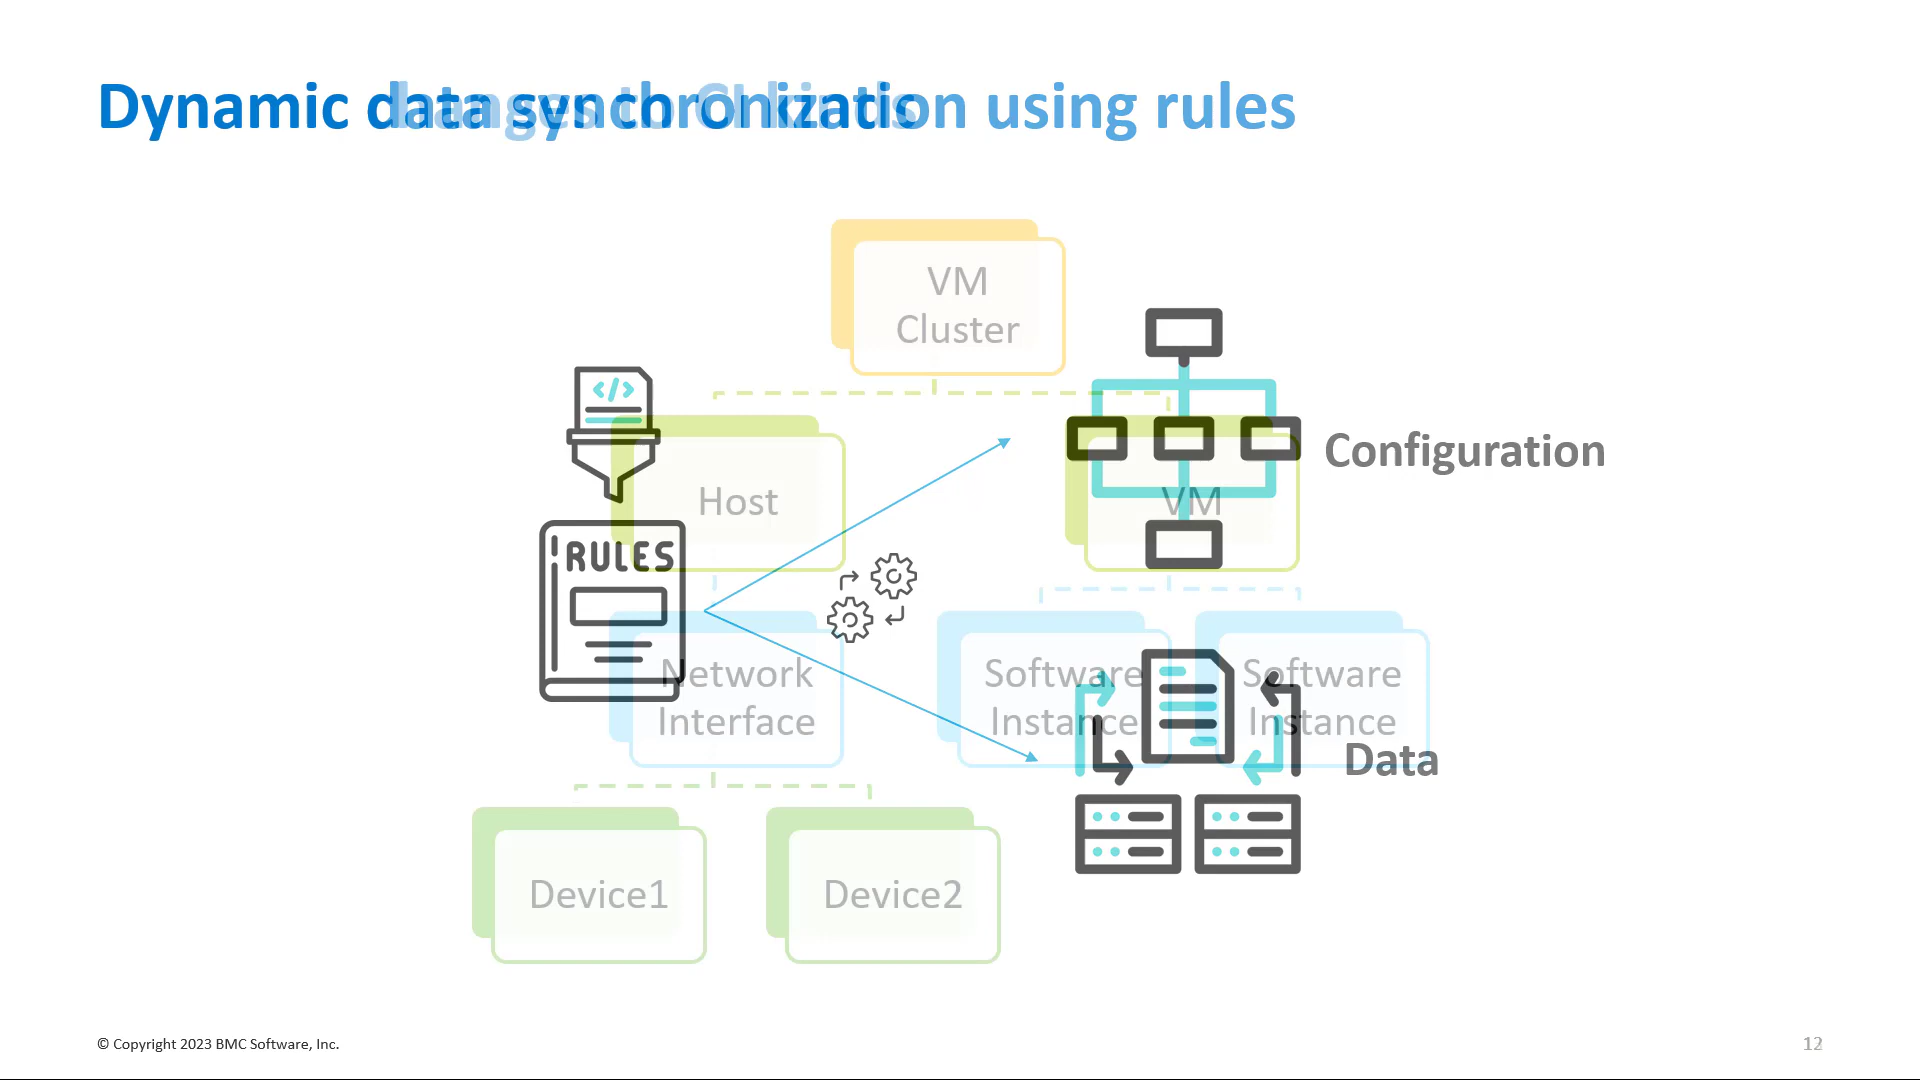 Dynamic data synchronization using rules
VM
Cluster
</>
Configuration
Host
VM
RULES
Network
Interface
Software
Instance
Software
Instance
Data
Device1
Device2
© Copyright 2023 BMC Software, Inc.
12